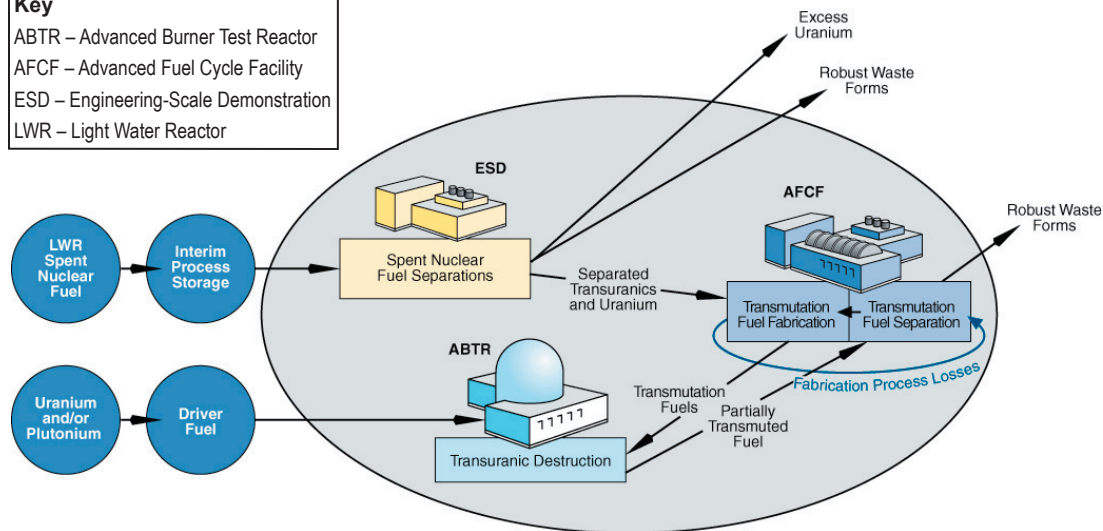 Key
ABTR – Advanced Burner Test Reactor
AFCF – Advanced Fuel Cycle Facility
ESD – Engineering-Scale Demonstration
LWR – Light Water Reactor
Excess
Uranium
Robust Waste
Forms
ESD
AFCF
Robust Waste
Forms
LWR
Spent
Nuclear
Fuel
Interim
Process
Storage
Spent Nuclear
Fuel Separations
Separated
Transuranics
and Uranium
Transmutation
Fuel Fabrication
Transmutation
Fuel Separation
Fabrication Process Losses
ABTR
Uranium
and/or
Plutonium
Driver
Fuel
Transmutation
Fuels
Partially
Transmuted
Fuel
Transuranic Destruction